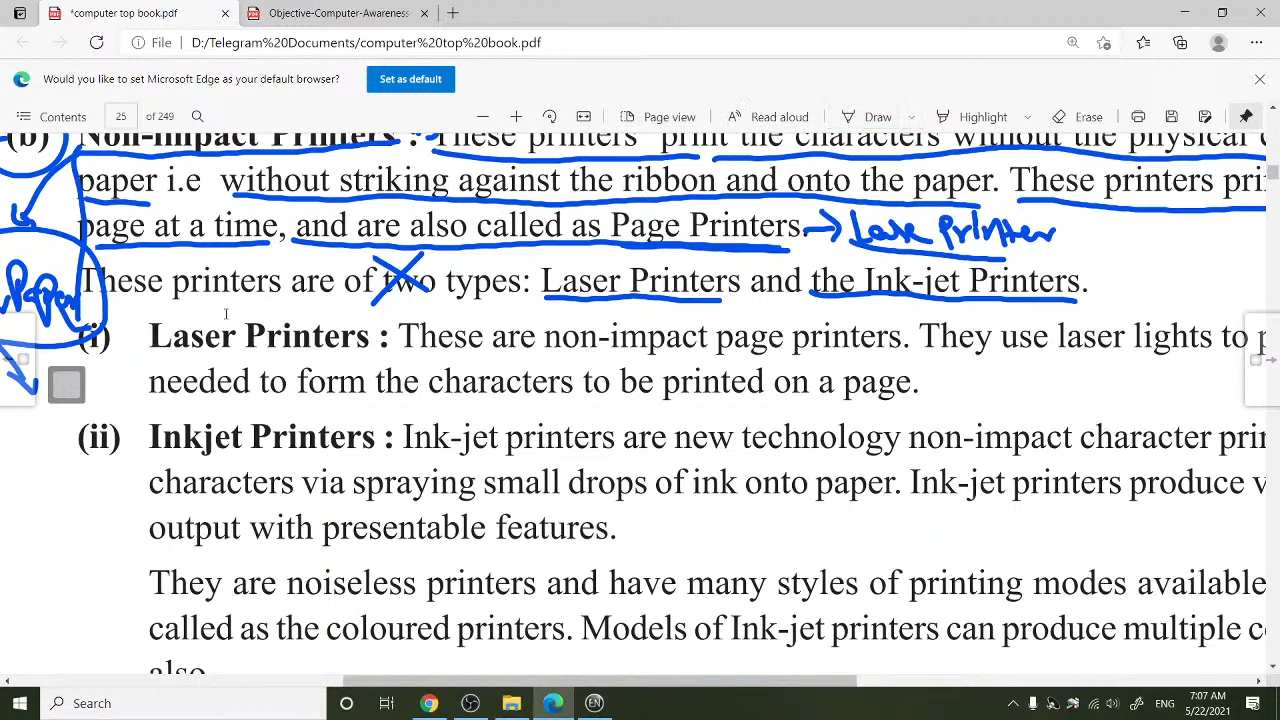 *computer top book.pdf
Objective-Computer-Awareness-
File D:/Telegram%20Documents/computer%20top%20book.pdf
Would you like to set Microsoft Edge as your default browser? Set as default
Contents 25 of 249 Page view Read aloud Draw Highlight Erase
(b) Non-impact Printers : These printers print the characters without the physical
paper i.e without striking against the ribbon and onto the paper. These printers pri
page at a time, and are also called as Page Printers. Printer
These printers are of two types: Laser Printers and the Ink-jet Printers.
Paper
(i) Laser Printers : These are non-impact page printers. They use laser lights to
needed to form the characters to be printed on a page.
(ii) Inkjet Printers : Ink-jet printers are new technology non-impact character prin
characters via spraying small drops of ink onto paper. Ink-jet printers produce
output with presentable features.
They are noiseless printers and have many styles of printing modes available
called as the coloured printers. Models of Ink-jet printers can produce multiple
also
Search
EN
ENG
7:07 AM
5/22/2021